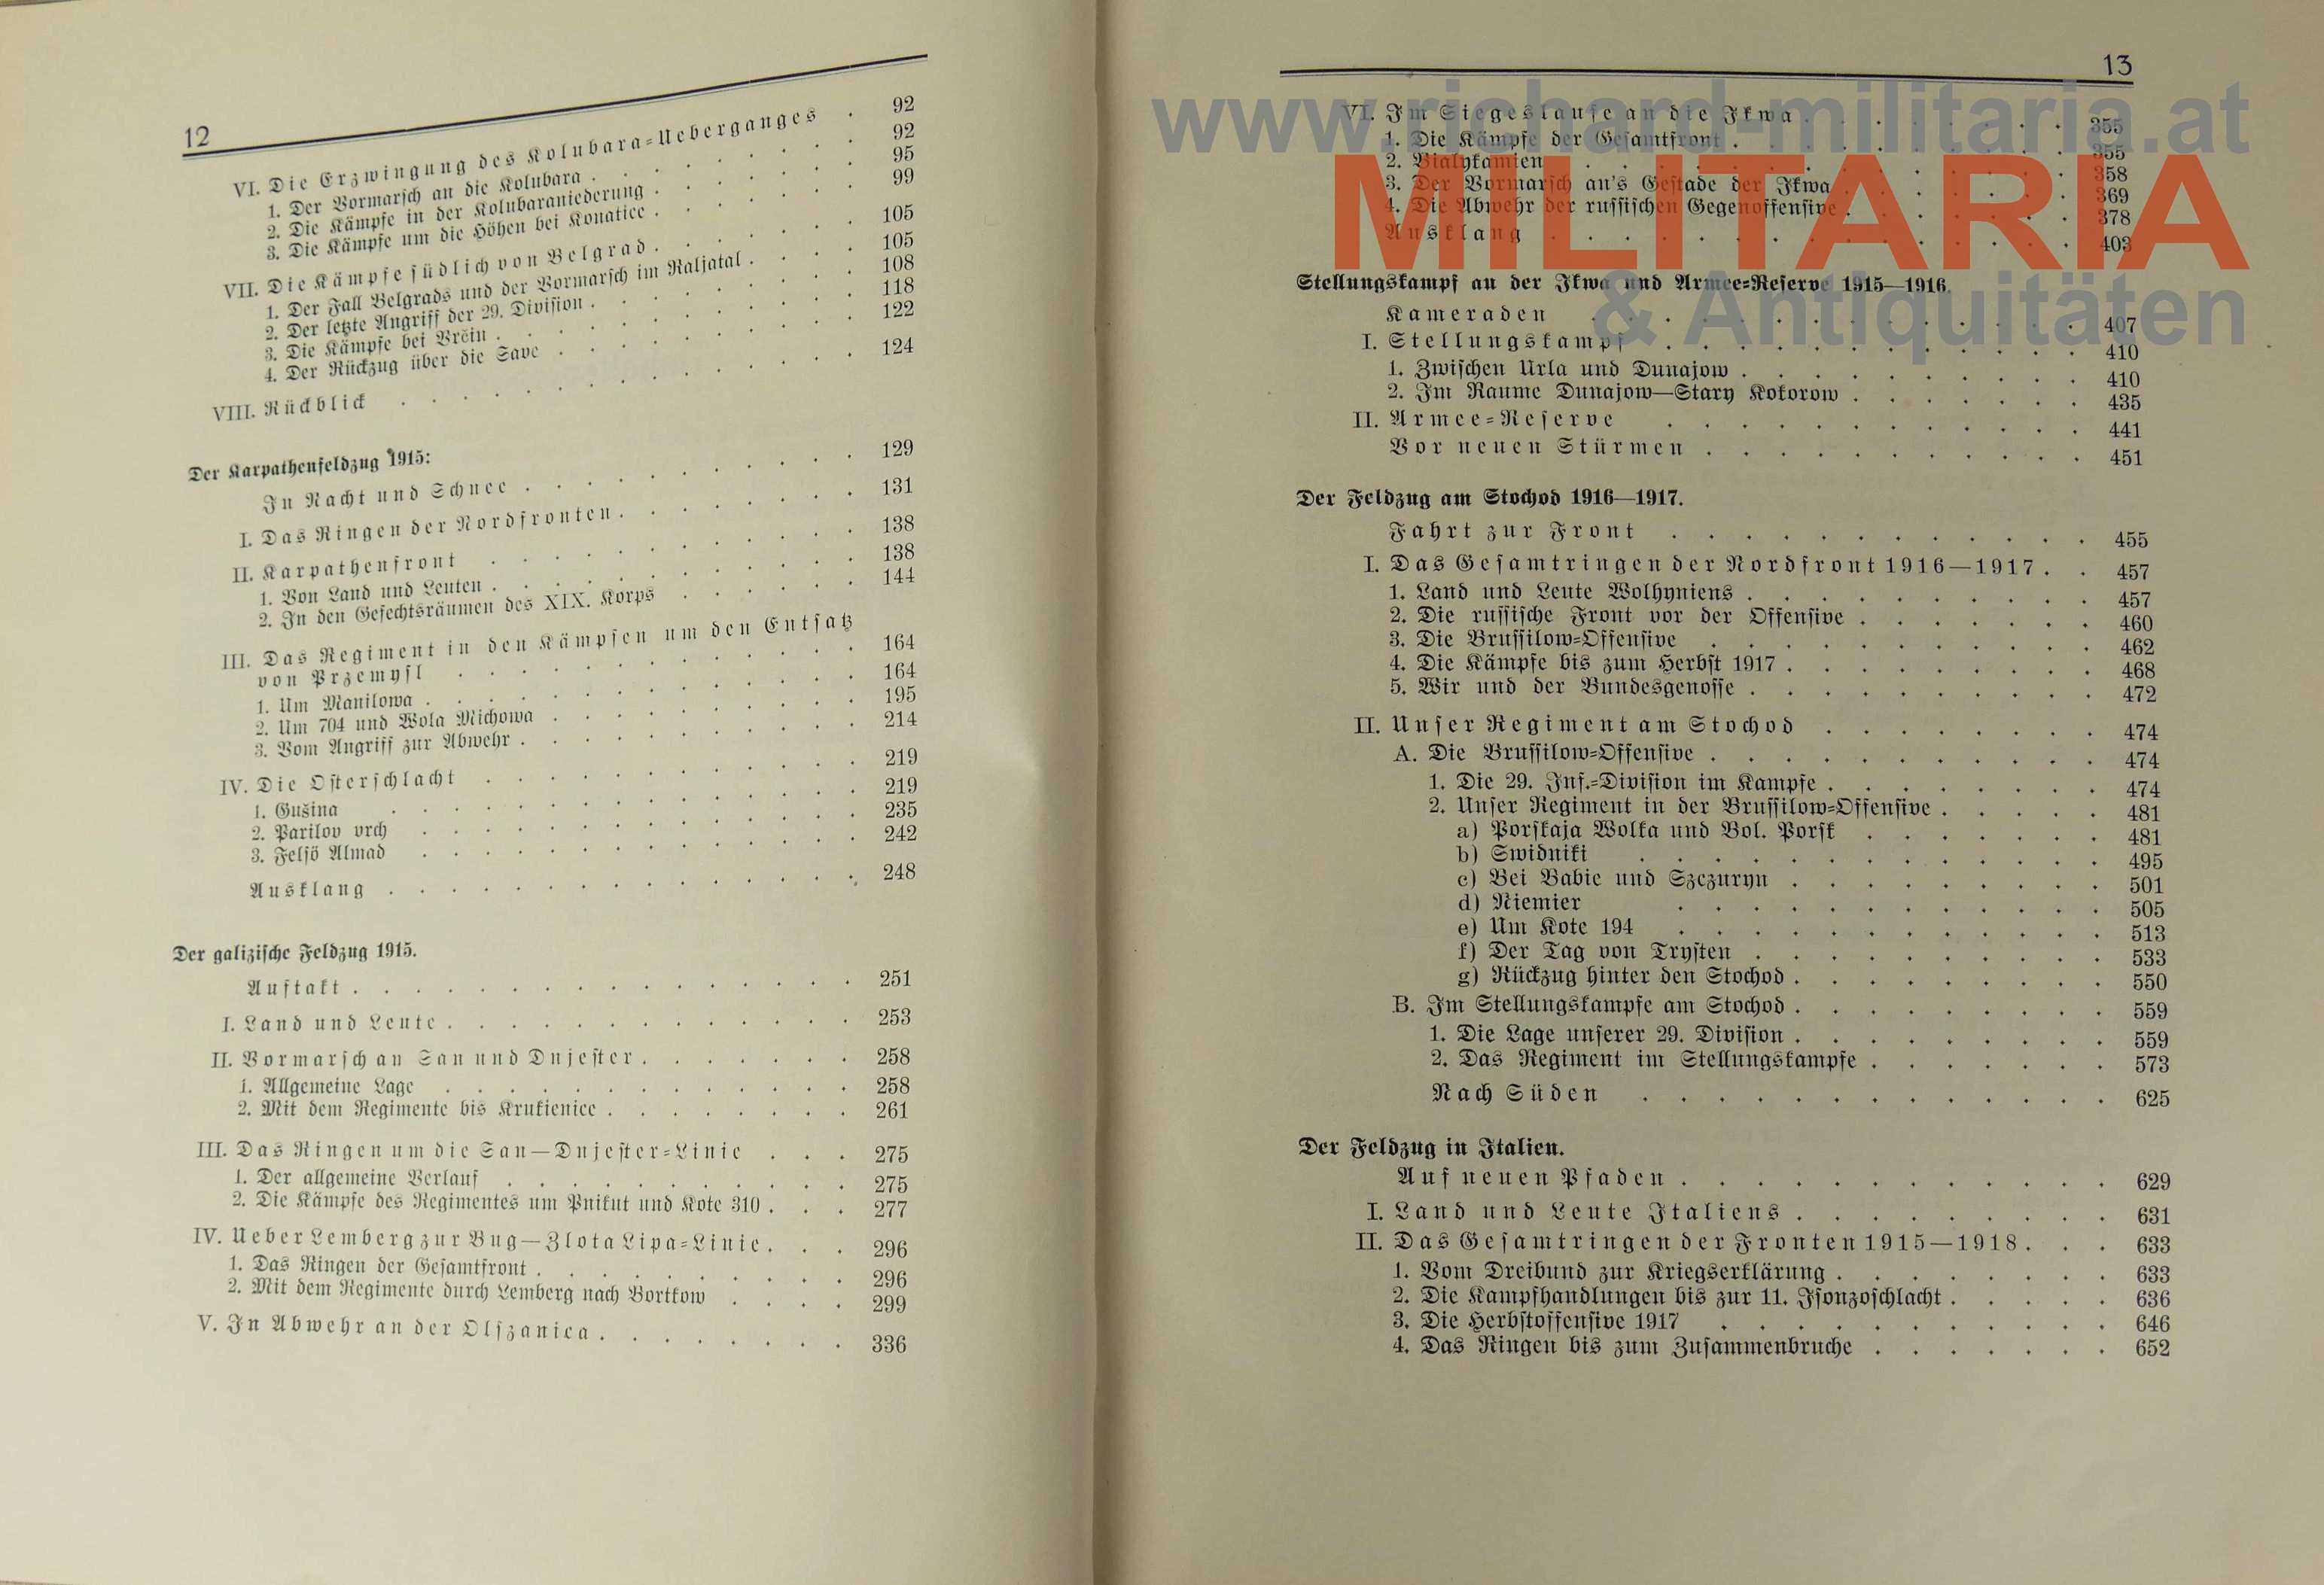 12
VI. Die Erzwingung des Kolubara-Ueberganges . 92
1. Der Vormarsch an die Kolubara . . . . . . . 92
2. Die Kämpfe in der Kolubaraniederung . . . . . . 95
3. Die Kämpfe um die Höhen bei Konatice . . . . . . 99
VII. Die Kämpfe südlich von Belgrad . . . . . . 105
1. Der Fall Belgrads und der Vormarsch im Raljatal . . . . 105
2. Der letzte Angriff der 29. Division . . . . . . . . 108
3. Die Kämpfe bei Vrčin . . . . . . . . . . 118
4. Der Rückzug über die Save . . . . . . . . . 122
VIII. Rückblick . . . . . . . . . . . . . . 124
Der Karpathenfeldzug 1915:
In Nacht und Schnee . . . . . . . . . . 129
I. Das Ringen der Nordfronten . . . . . . . 131
II. Karpathenfront . . . . . . . . . . . 138
1. Von Land und Leuten . . . . . . . . . . . 138
2. In den Gefechtsräumen des XIX. Korps . . . . . . 144
III. Das Regiment in den Kämpfen um den Entsatz
von Przemysl . . . . . . . . . . . . 164
1. Um Manilowa . . . . . . . . . . . . . 164
2. Um 704 und Wola Michowa . . . . . . . . . 195
3. Vom Angriff zur Abwehr . . . . . . . . . . 214
IV. Die Osterschlacht . . . . . . . . . . . 219
1. Gušina . . . . . . . . . . . . . . 219
2. Parilov vrch . . . . . . . . . . . . . 235
3. Felsö Almad . . . . . . . . . . . . . 242
Ausklang . . . . . . . . . . . . . . 248
Der galizische Feldzug 1915.
Auftakt . . . . . . . . . . . . . . . . 251
I. Land und Leute . . . . . . . . . . . . . 253
II. Vormarsch an San und Dnjester . . . . . . . 258
1. Allgemeine Lage . . . . . . . . . . . . . 258
2. Mit dem Regimente bis Krukienice . . . . . . . . 261
III. Das Ringen um die San—Dnjester-Linie . . . 275
1. Der allgemeine Verlauf . . . . . . . . . . . 275
2. Die Kämpfe des Regimentes um Pnikut und Kote 310 . . . 277
IV. Ueber Lemberg zur Bug—Zlota Lipa-Linie . . . 296
1. Das Ringen der Gesamtfront . . . . . . . . . . 296
2. Mit dem Regimente durch Lemberg nach Bortkow . . . . 299
V. In Abwehr an der Olszanica . . . . . . . . 336
13
VI. Im Siegeslaufe an die Ikwa . . . . . . . . 355
1. Die Kämpfe der Gesamtfront . . . . . . . . . . 355
2. Bialykamien . . . . . . . . . . . . . 358
3. Der Vormarsch an's Gestade der Ikwa . . . . . . . 369
4. Die Abwehr der russischen Gegenoffensive . . . . . . . 378
Ausklang . . . . . . . . . . . . . . 403
Stellungskampf an der Ikwa und Armee-Reserve 1915—1916.
Kameraden . . . . . . . . . . . . . 407
I. Stellungskampf . . . . . . . . . . . . 410
1. Zwischen Urla und Dunajow . . . . . . . . . . 410
2. Im Raume Dunajow—Stary Kokorow . . . . . . . 435
II. Armee-Reserve . . . . . . . . . . . . 441
Vor neuen Stürmen . . . . . . . . . . . 451
Der Feldzug am Stochod 1916—1917.
Fahrt zur Front . . . . . . . . . . . . 455
I. Das Gesamtringen der Nordfront 1916—1917 . . 457
1. Land und Leute Wolhyniens . . . . . . . . . . 457
2. Die russische Front vor der Offensive . . . . . . . 460
3. Die Brussilow-Offensive . . . . . . . . . . . 462
4. Die Kämpfe bis zum Herbst 1917 . . . . . . . . . 468
5. Wir und der Bundesgenosse . . . . . . . . . . 472
II. Unser Regiment am Stochod . . . . . . . . 474
A. Die Brussilow-Offensive . . . . . . . . . . . 474
1. Die 29. Inf.-Division im Kampfe . . . . . . . . 474
2. Unser Regiment in der Brussilow-Offensive . . . . . 481
a) Porskaja Wolka und Bol. Porsk . . . . . . . 481
b) Swidniki . . . . . . . . . . . . . 495
c) Bei Babie und Szczuryn . . . . . . . . . 501
d) Niemier . . . . . . . . . . . . 505
e) Um Kote 194 . . . . . . . . . . . . 513
f) Der Tag von Trysten . . . . . . . . . . 533
g) Rückzug hinter den Stochod . . . . . . . . . 550
B. Im Stellungskampfe am Stochod . . . . . . . . . 559
1. Die Lage unserer 29. Division . . . . . . . . . 559
2. Das Regiment im Stellungskampfe . . . . . . . 573
Nach Süden . . . . . . . . . . . . . 625
Der Feldzug in Italien.
Auf neuen Pfaden . . . . . . . . . . . . 629
I. Land und Leute Italiens . . . . . . . . . 631
II. Das Gesamtringen der Fronten 1915—1918 . . . 633
1. Vom Dreibund zur Kriegserklärung . . . . . . . . 633
2. Die Kampfhandlungen bis zur 11. Isonzoschlacht . . . . . 636
3. Die Herbstoffensive 1917 . . . . . . . . . . . 646
4. Das Ringen bis zum Zusammenbruche . . . . . . . 652
www.richard-militaria.at
MILITARIA
& Antiquitäten